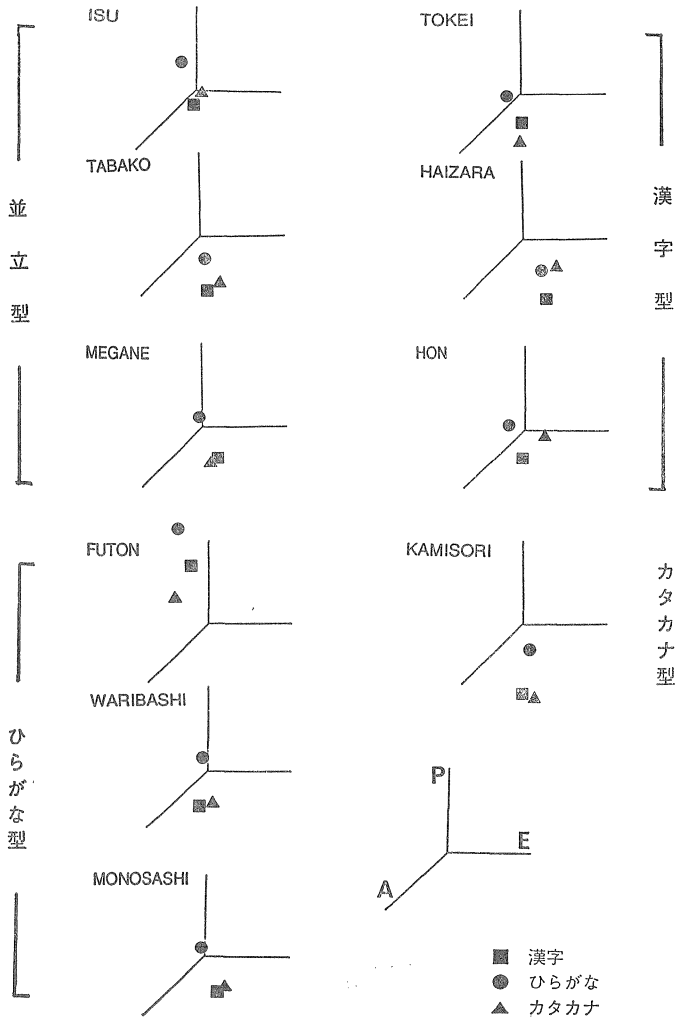 ISU
TABAKO
MEGANE
並立型
FUTON
WARIBASHI
MONOSASHI
ひらがな型
TOKEI
HAIZARA
HON
漢字型
KAMISORI
カタカナ型
P
E
A
漢字
ひらがな
カタカナ